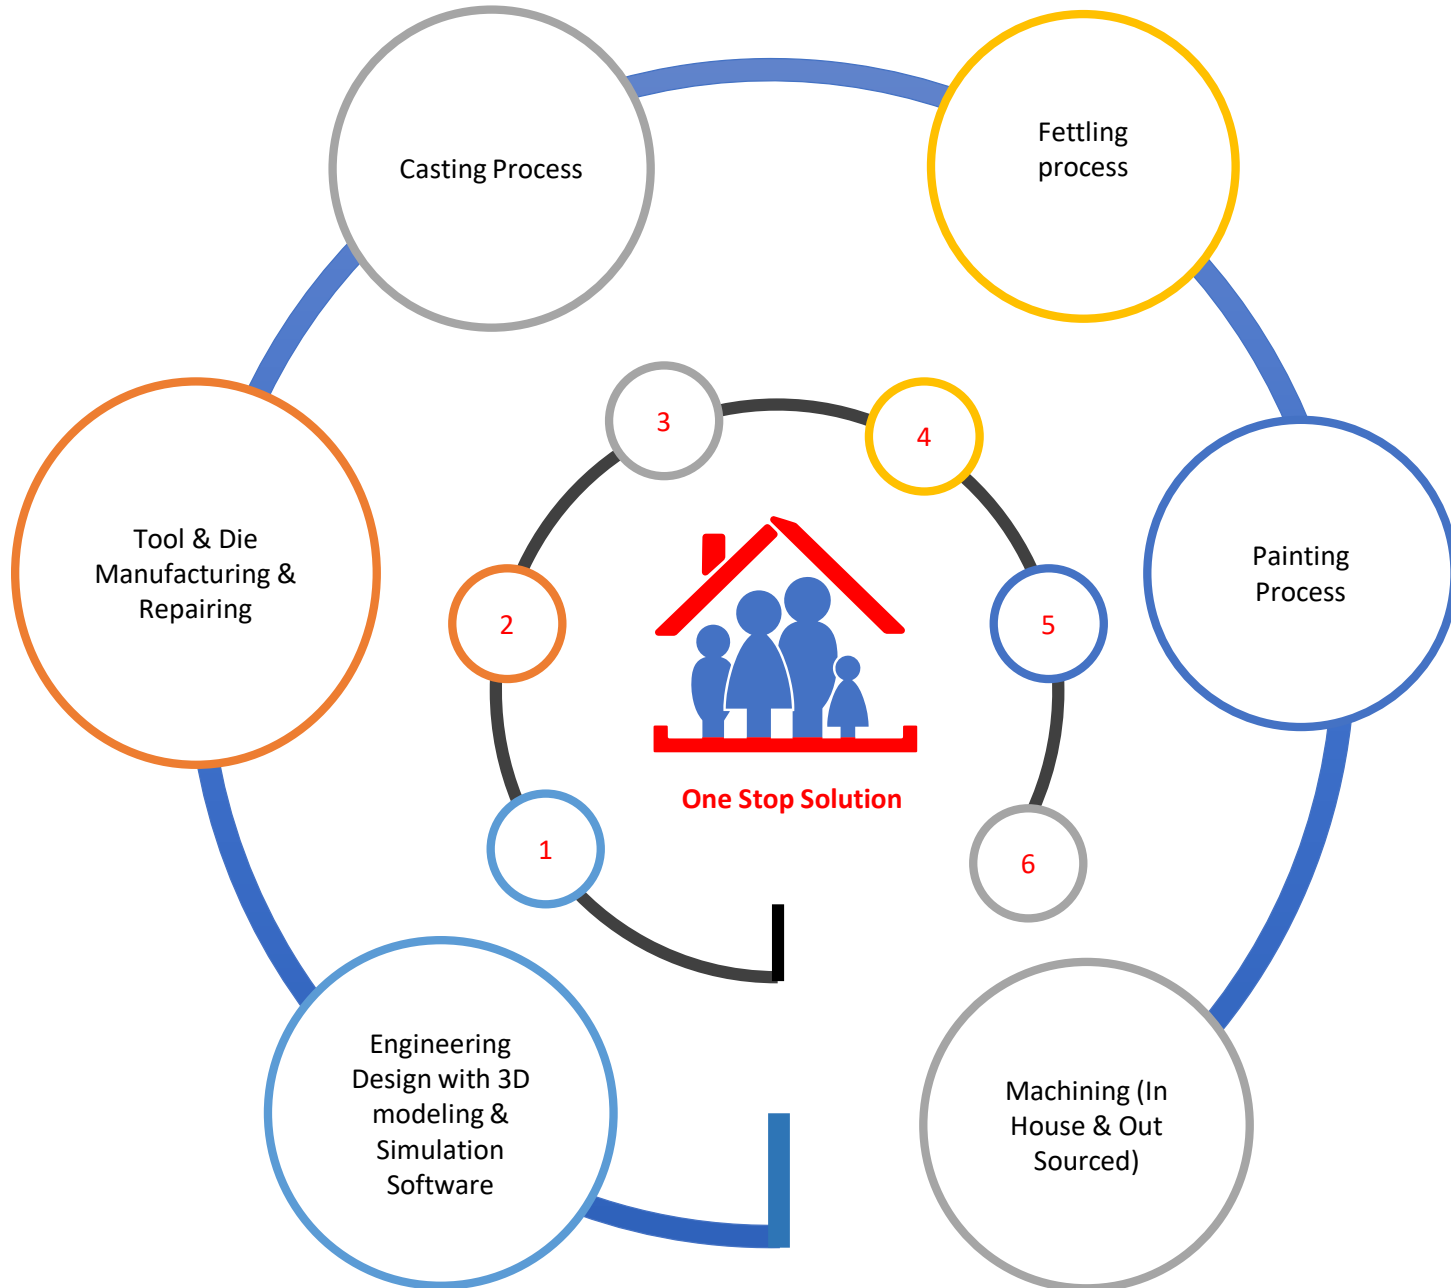 Casting Process
Fettling
process
3
4
Tool & Die
Manufacturing &
Repairing
2
5
Painting
Process
One Stop Solution
1
6
Engineering
Design with 3D
modeling &
Simulation
Software
Machining (In
House & Out
Sourced)